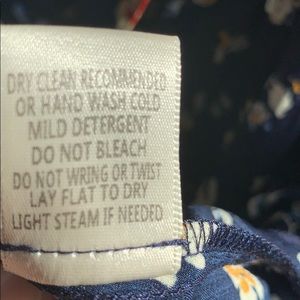 DRY CLEAN RECOMMENDED
OR HAND WASH COLD
MILD DETERGENT
DO NOT BLEACH
DO NOT WRING OR TWIST
LAY FLAT TO DRY
LIGHT STEAM IF NEEDED